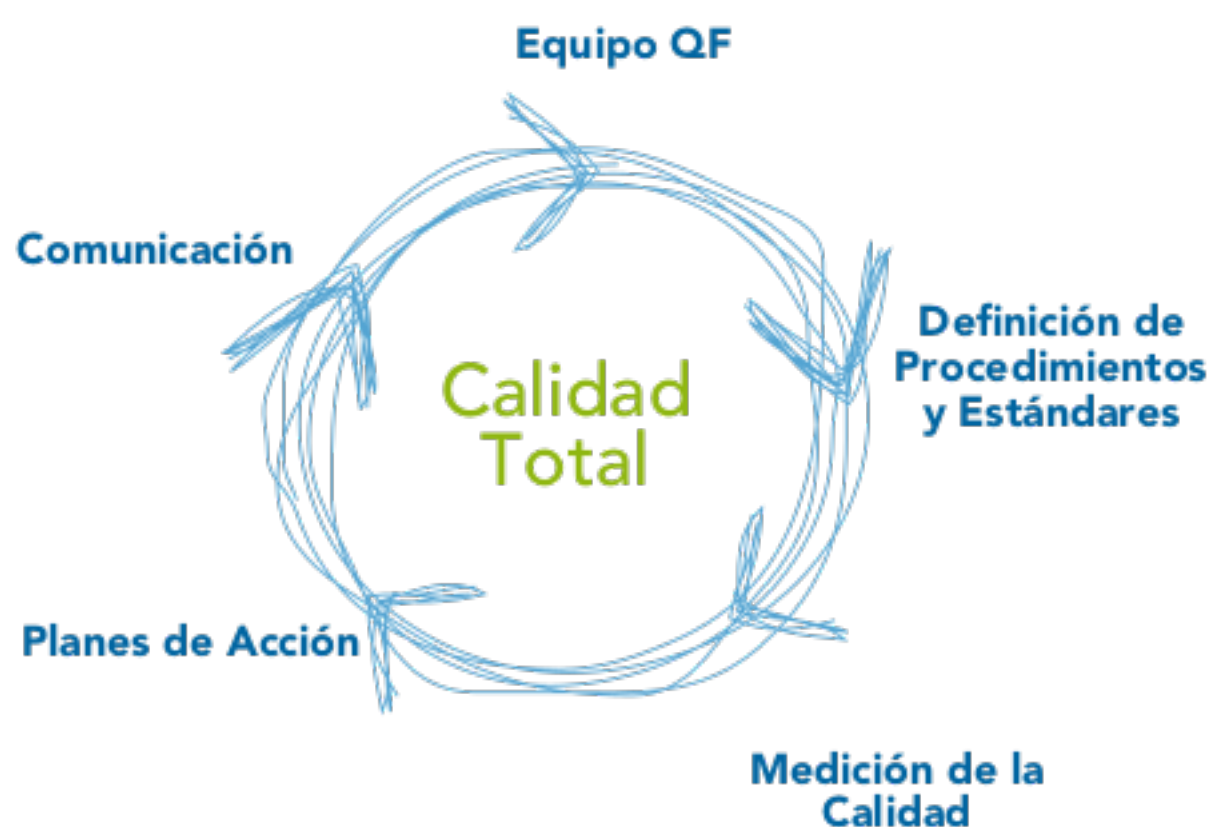 Equipo QF
Comunicación
Definición de
Procedimientos
y Estándares
Calidad
Total
Planes de Acción
Medición de la
Calidad